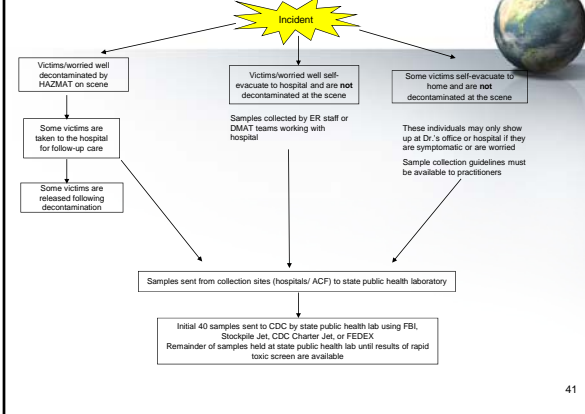 Incident
Victims/worried well
decontaminated by
HAZMAT on scene
Victims/worried well self-
evacuate to hospital and are not
decontaminated at the scene
Some victims self-evacuate to
home and are not
decontaminated at the scene
Some victims are
taken to the hospital
for follow-up care
Samples collected by ER staff or
DMAT teams working with
hospital
These individuals may only show
up at Dr.'s office or hospital if they
are symptomatic or are worried
Sample collection guidelines must
be available to practitioners
Some victims are
released following
decontamination
Samples sent from collection sites (hospitals/ ACF) to state public health laboratory
Initial 40 samples sent to CDC by state public health lab using FBI,
Stockpile Jet, CDC Charter Jet, or FEDEX
Remainder of samples held at state public health lab until results of rapid
toxic screen are available
41